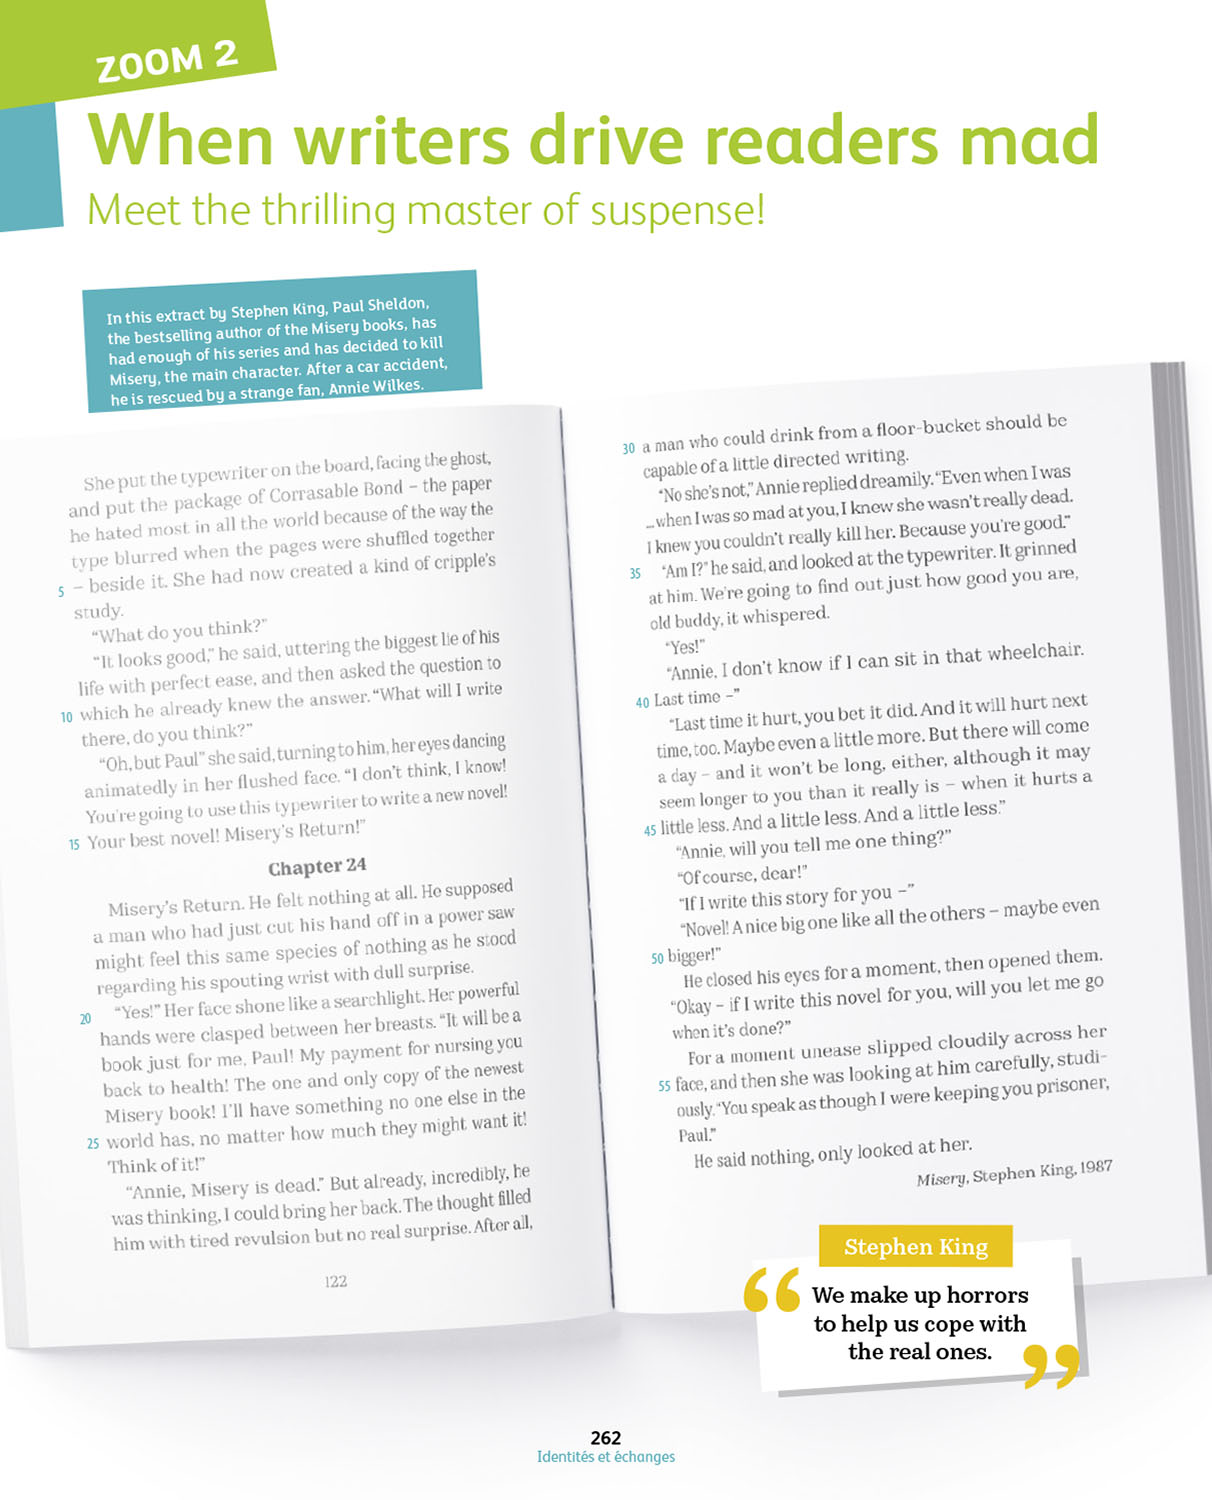 ZOOM 2
When writers drive readers mad
Meet the thrilling master of suspense!
In this extract by Stephen King, Paul Sheldon,
the bestselling author of the Misery books, has
had enough of his series and has decided to kill
Misery, the main character. After a car accident,
he is rescued by a strange fan, Annie Wilkes.
She put the typewriter on the board, facing the ghost,
and put the package of Corrasable Bond – the paper
he hated most in all the world because of the way the
type blurred when the pages were shuffled together
5 – beside it. She had now created a kind of cripple's
study.
“What do you think?”
“It looks good,” he said, uttering the biggest lie of his
life with perfect ease, and then asked the question to
10 which he already knew the answer. “What will I write
there, do you think?”
“Oh, but Paul” she said, turning to him, her eyes dancing
animatedly in her flushed face. “I don't think, I know!
You're going to use this typewriter to write a new novel!
15 Your best novel! Misery's Return!”
Chapter 24
Misery's Return. He felt nothing at all. He supposed
a man who had just cut his hand off in a power saw
might feel this same species of nothing as he stood
regarding his spouting wrist with dull surprise.
20 “Yes!” Her face shone like a searchlight. Her powerful
hands were clasped between her breasts. “It will be a
book just for me, Paul! My payment for nursing you
back to health! The one and only copy of the newest
Misery book! I'll have something no one else in the
25 world has, no matter how much they might want it!
Think of it!”
“Annie, Misery is dead.” But already, incredibly, he
was thinking, I could bring her back. The thought filled
him with tired revulsion but no real surprise. After all,
122
30 a man who could drink from a floor-bucket should be
capable of a little directed writing.
“No she's not,” Annie replied dreamily. “Even when I was
... when I was so mad at you, I knew she wasn't really dead.
I knew you couldn't really kill her. Because you're good.”
35 “Am I?” he said, and looked at the typewriter. It grinned
at him. We're going to find out just how good you are,
old buddy, it whispered.
“Yes!”
“Annie, I don't know if I can sit in that wheelchair.
40 Last time –”
“Last time it hurt, you bet it did. And it will hurt next
time, too. Maybe even a little more. But there will come
a day – and it won't be long, either, although it may
seem longer to you than it really is – when it hurts a
45 little less. And a little less. And a little less.”
“Annie, will you tell me one thing?”
“Of course, dear!”
“If I write this story for you –”
“Novel! A nice big one like all the others – maybe even
50 bigger!”
He closed his eyes for a moment, then opened them.
“Okay – if I write this novel for you, will you let me go
when it's done?”
For a moment unease slipped cloudily across her
55 face, and then she was looking at him carefully, studi-
ously. “You speak as though I were keeping you prisoner,
Paul.”
He said nothing, only looked at her.
Misery, Stephen King, 1987
Stephen King
“ We make up horrors
to help us cope with
the real ones. ”
262
Identités et échanges